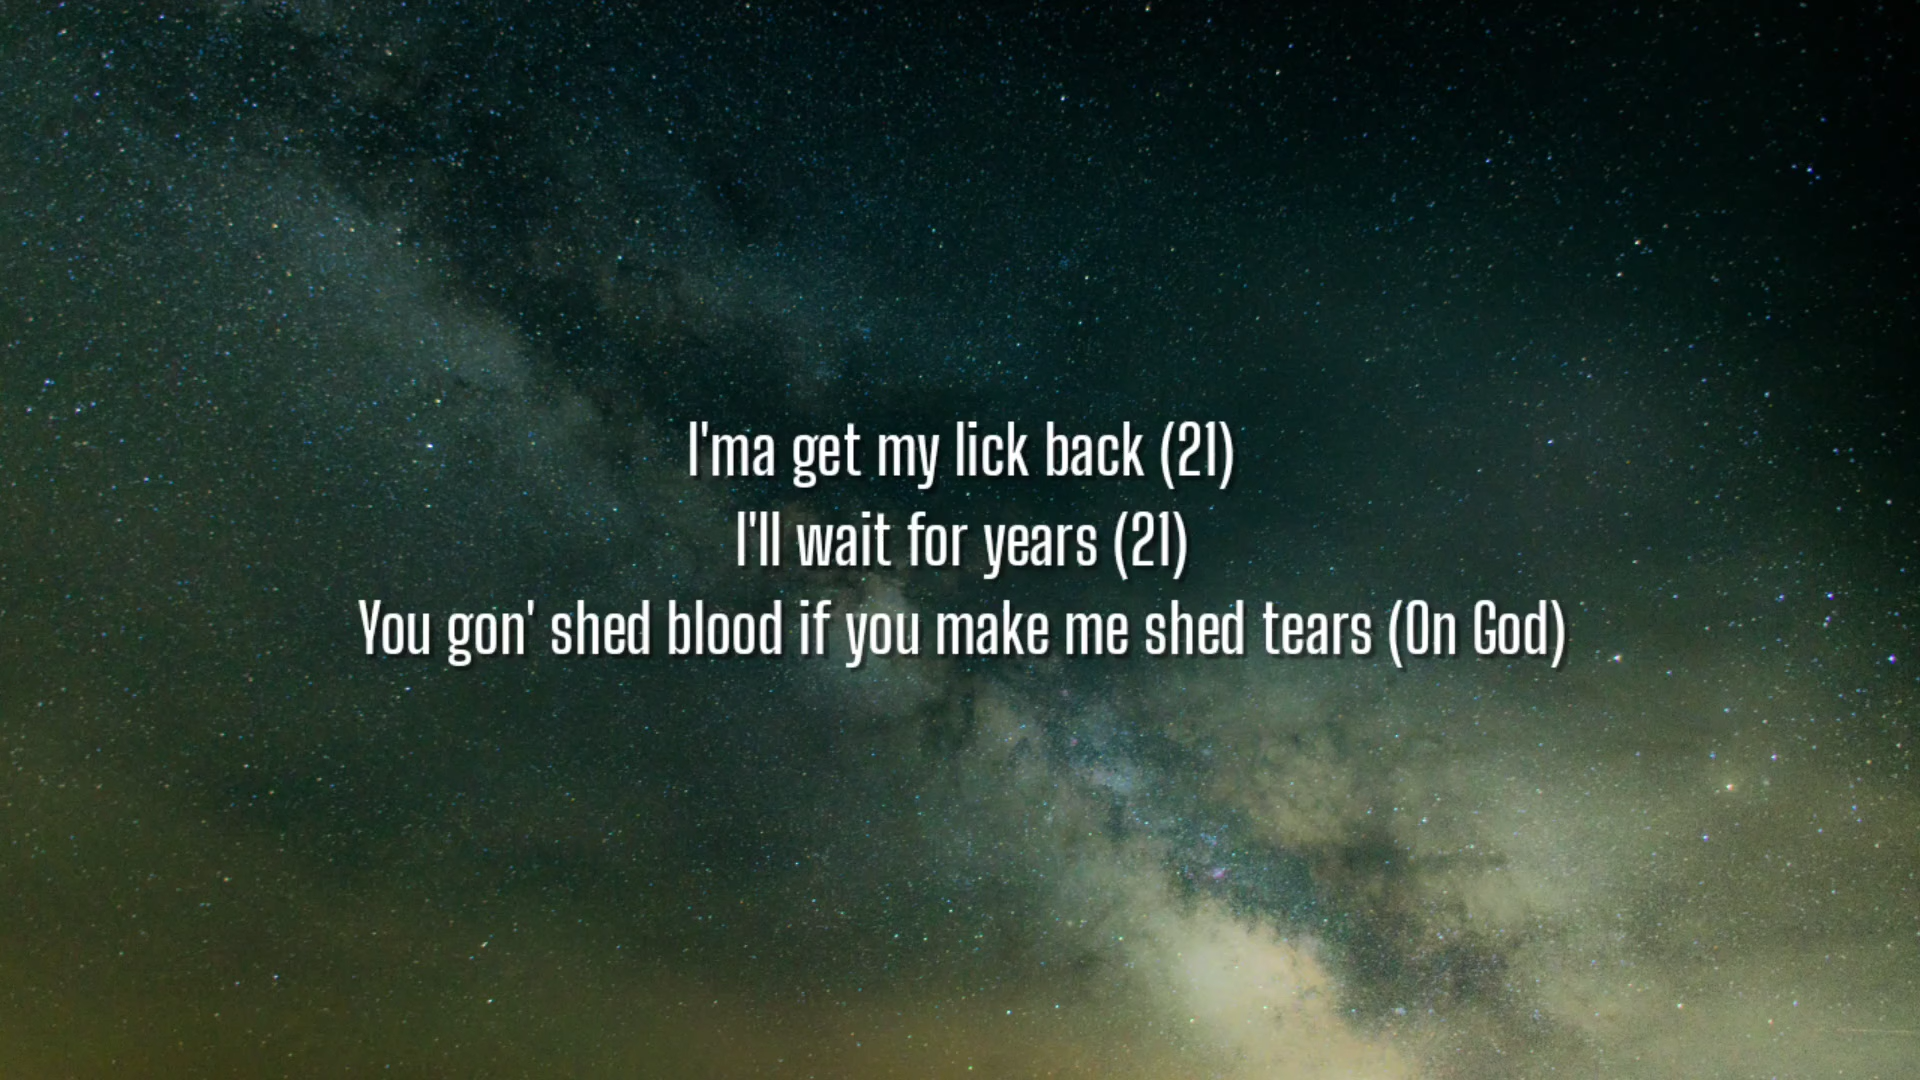 I'ma get my lick back (21)
I'll wait for years (21)
You gon' shed blood if you make me shed tears (On God)